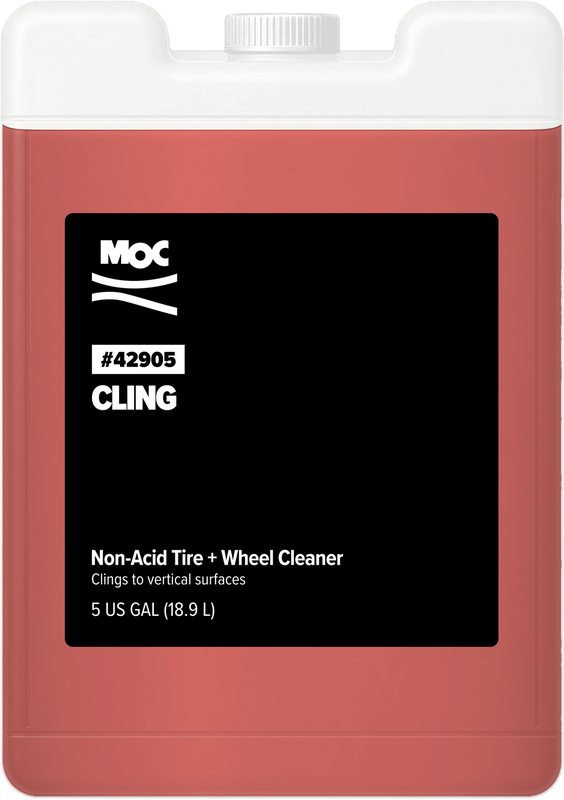 MOC
#42905
CLING
Non-Acid Tire + Wheel Cleaner
Clings to vertical surfaces
5 US GAL (18.9 L)